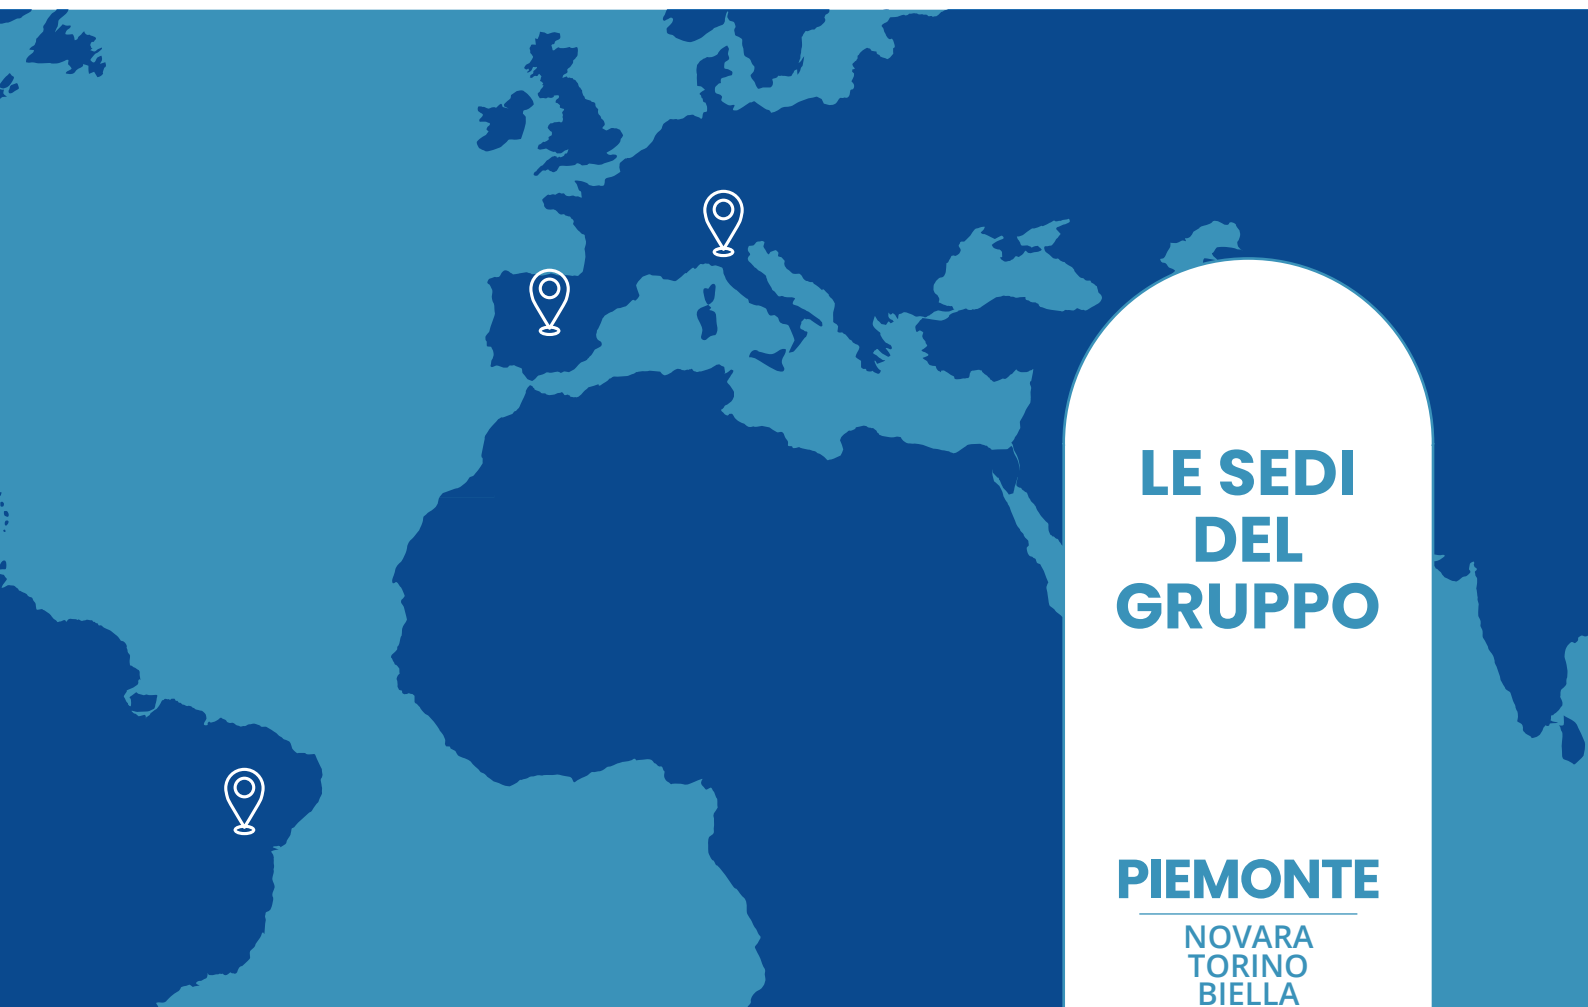 LE SEDI
DEL
GRUPPO
PIEMONTE
NOVARA
TORINO
BIELLA